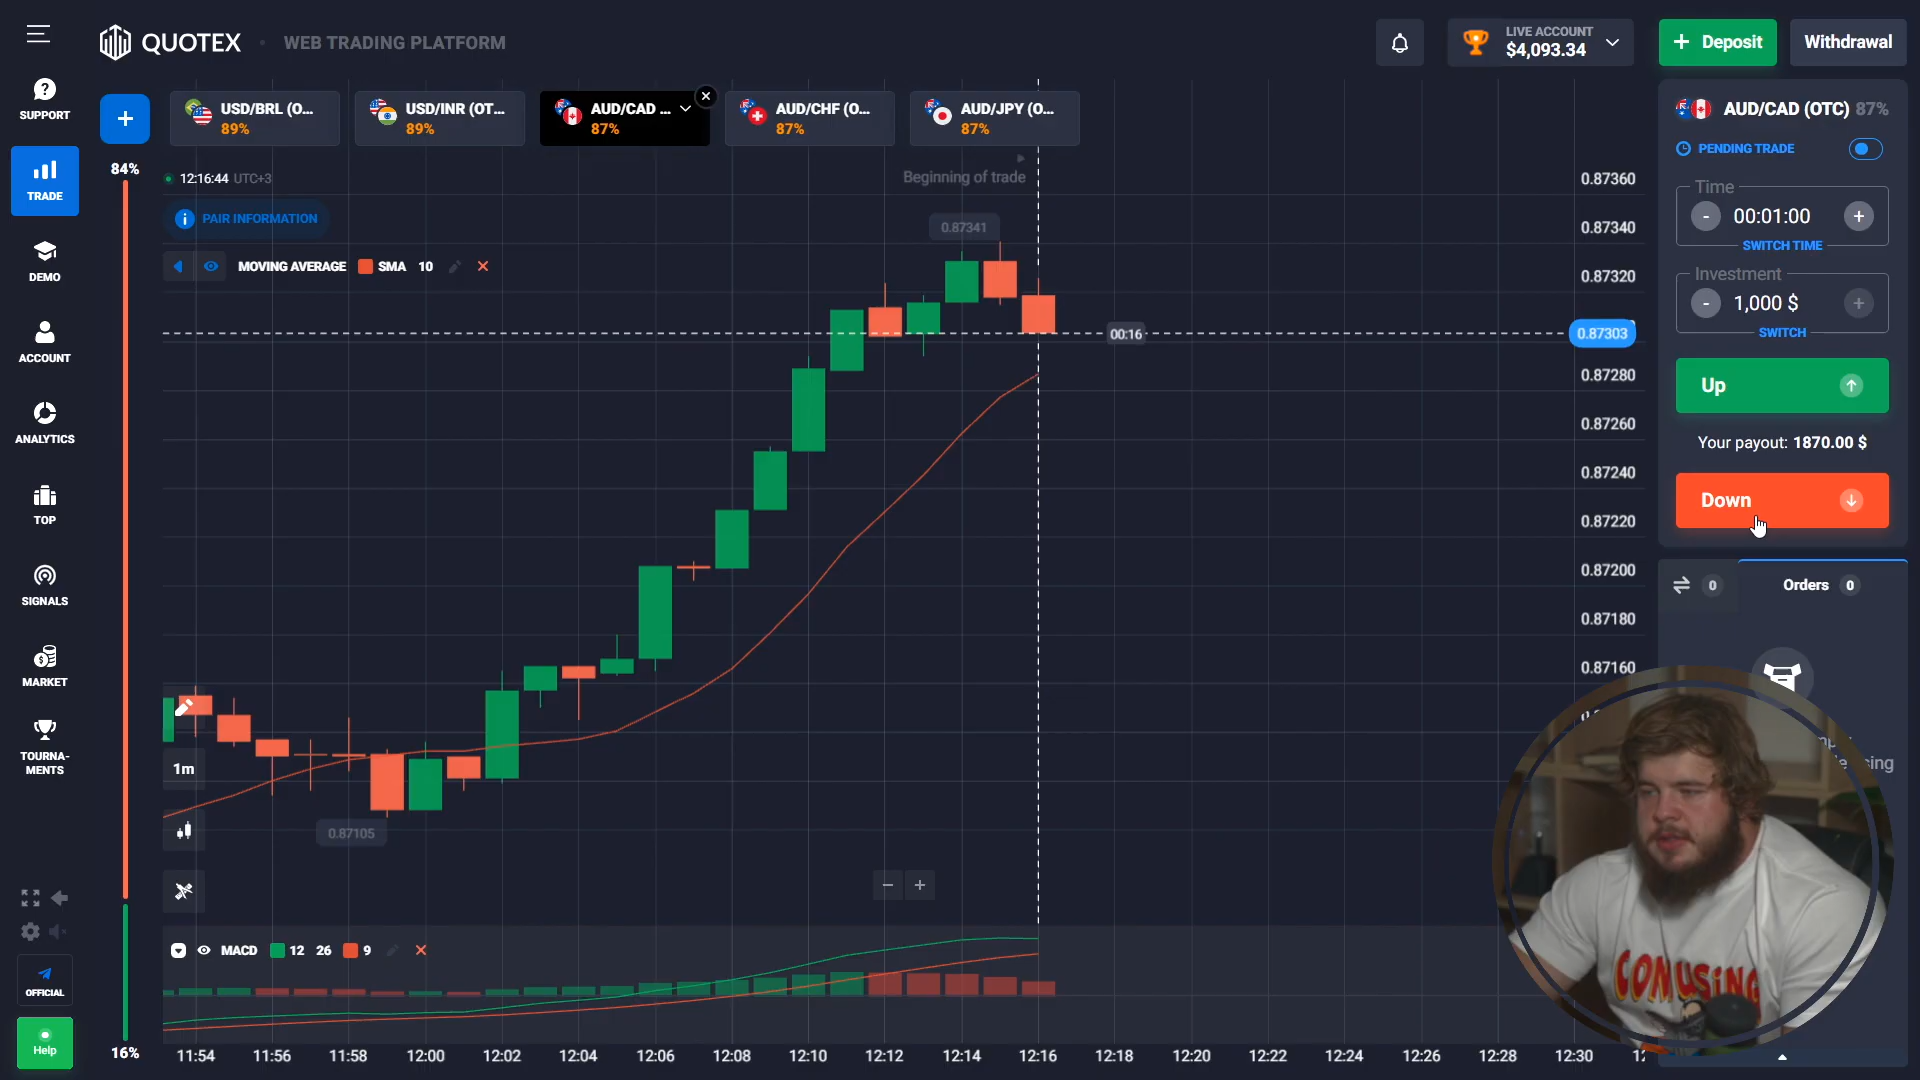 QUOTEX
WEB TRADING PLATFORM
LIVE ACCOUNT
$4,093.34
Deposit
Withdrawal
SUPPORT
TRADE
DEMO
ACCOUNT
ANALYTICS
TOP
SIGNALS
MARKET
TOURNA-
MENTS
OFFICIAL
Help
84%
16%
USD/BRL (O...
89%
USD/INR (OT...
89%
AUD/CAD ...
87%
AUD/CHF (O...
87%
AUD/JPY (O...
87%
12:16:44 UTC+3
PAIR INFORMATION
MOVING AVERAGE SMA 10
Beginning of trade
0.87341
00:16
0.87105
1m
MACD 12 26 9
0.87360
0.87340
0.87320
0.87303
0.87280
0.87260
0.87240
0.87220
0.87200
0.87180
0.87160
11:54 11:56 11:58 12:00 12:02 12:04 12:06 12:08 12:10 12:12 12:14 12:16 12:18 12:20 12:22 12:24 12:26 12:28 12:30
AUD/CAD (OTC) 87%
PENDING TRADE
Time
- 00:01:00 +
SWITCH TIME
Investment
- 1,000 $ +
SWITCH
Up
Your payout: 1870.00 $
Down
0
Orders 0